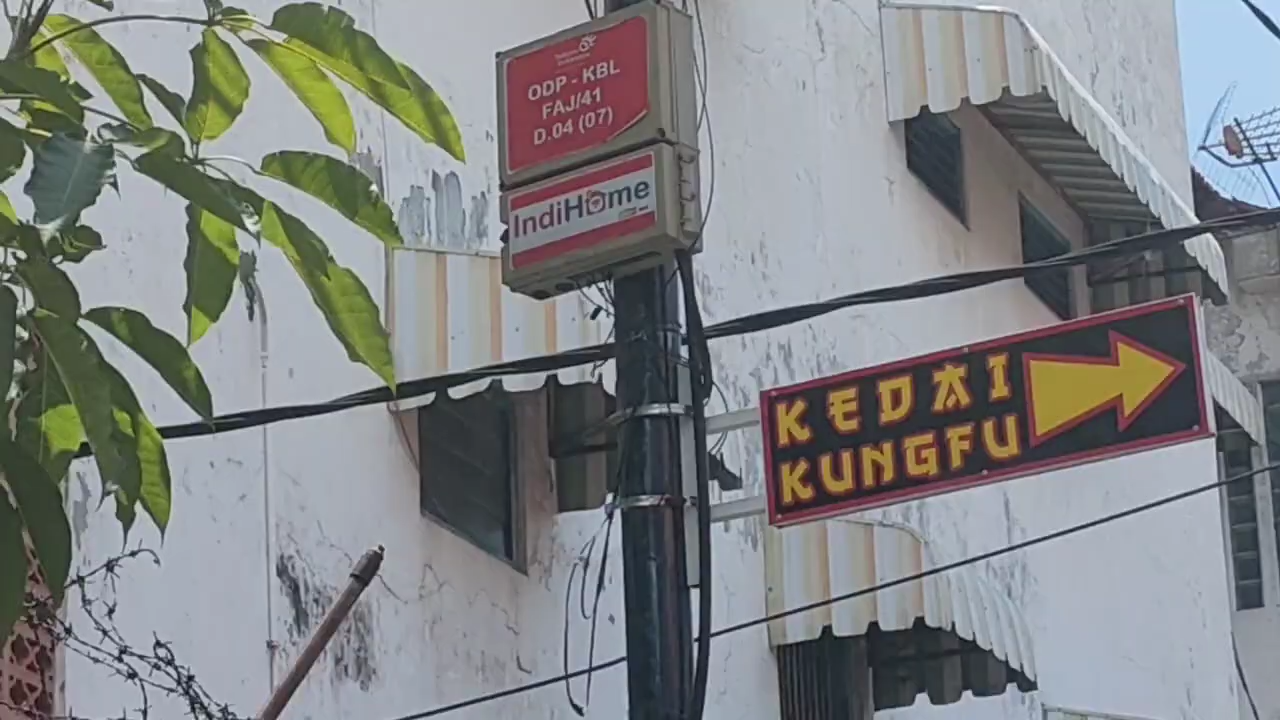 ODP - KBL
FAJ/41
D.04 (07)
IndiHome
KEDAI
KUNGFU